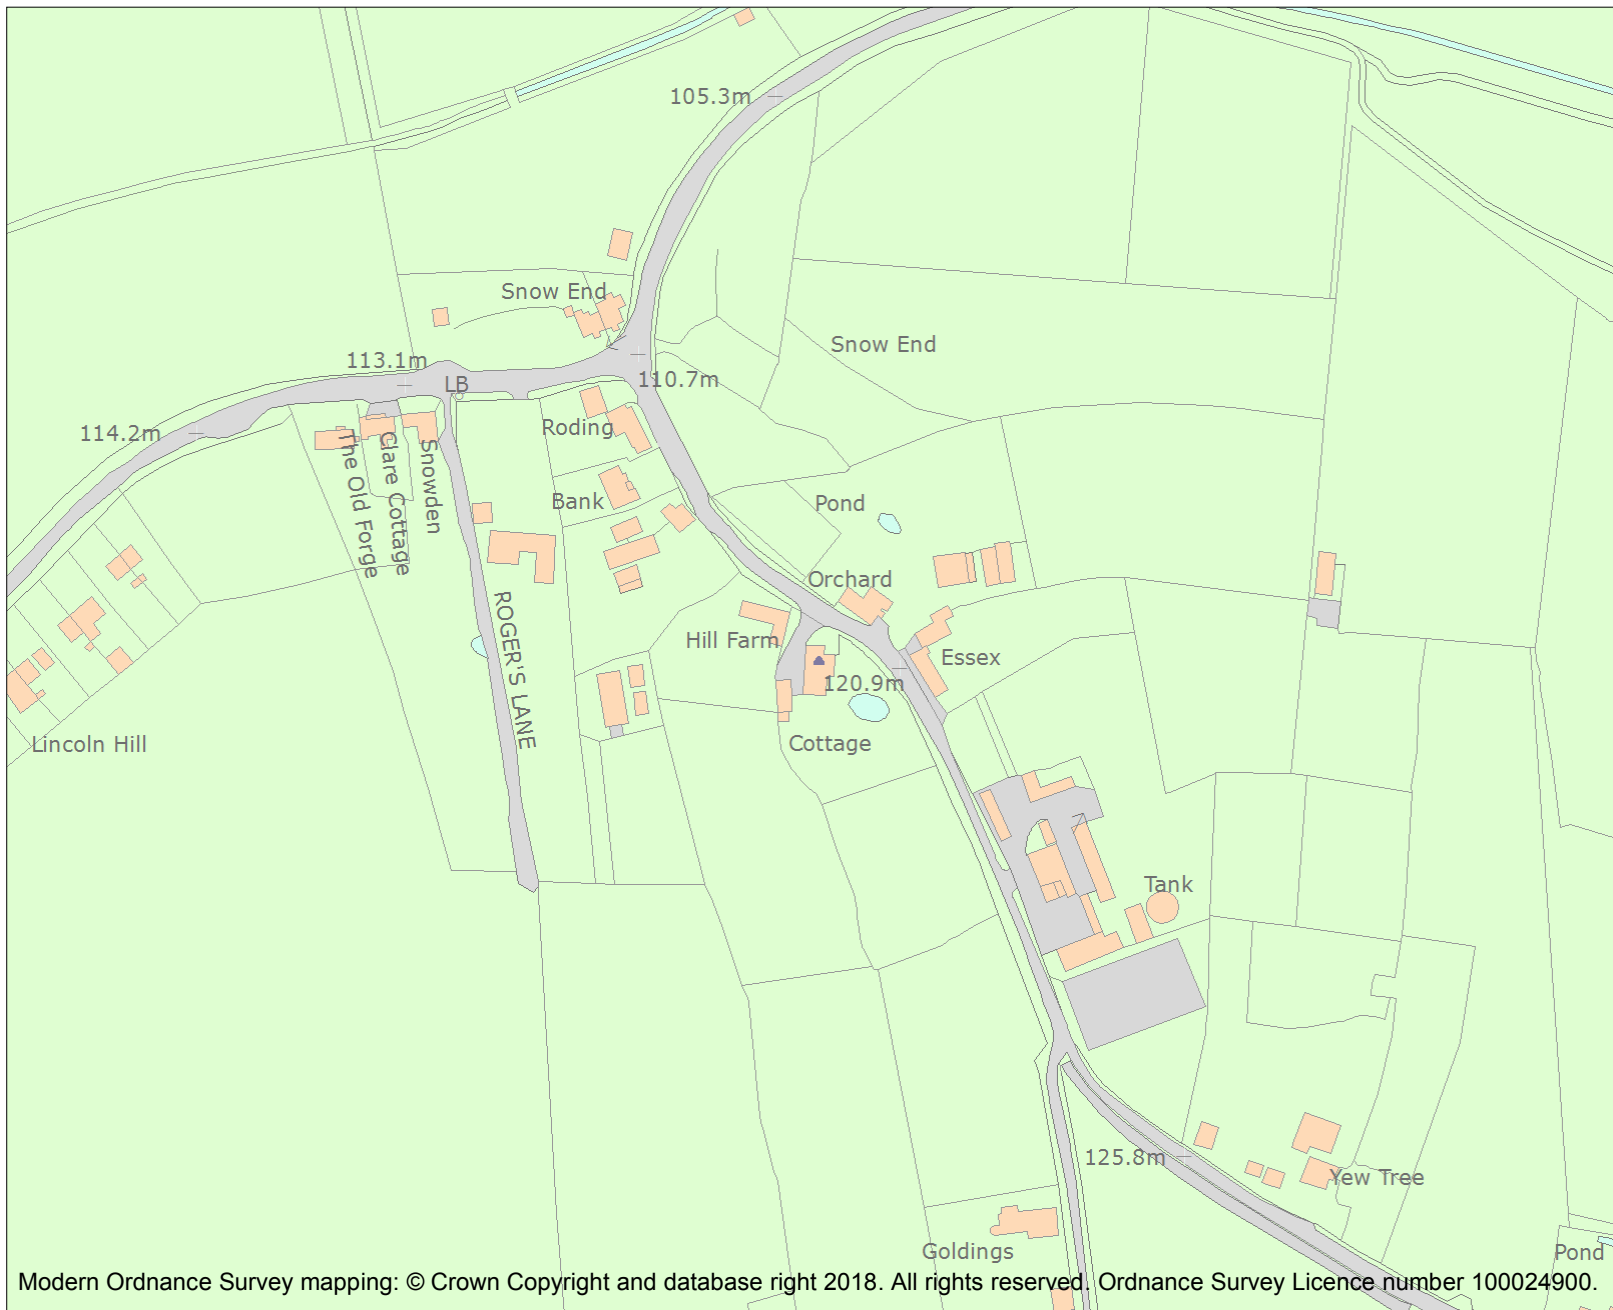 105.3m
Snow End
Snow End
113.1m
LB
110.7m
114.2m
Roding
The Old Forge
Clare Cottage
Snowden
Bank
Pond
Orchard
ROGER'S LANE
Hill Farm
Essex
120.9m
Lincoln Hill
Cottage
Tank
125.8m
Yew Tree
Goldings
Pond
Modern Ordnance Survey mapping: © Crown Copyright and database right 2018. All rights reserved. Ordnance Survey Licence number 100024900.